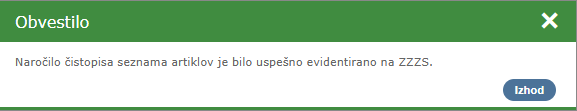 Obvestilo
Naročilo čistopisa seznama artiklov je bilo uspešno evidentirano na ZZZS.
Izhod